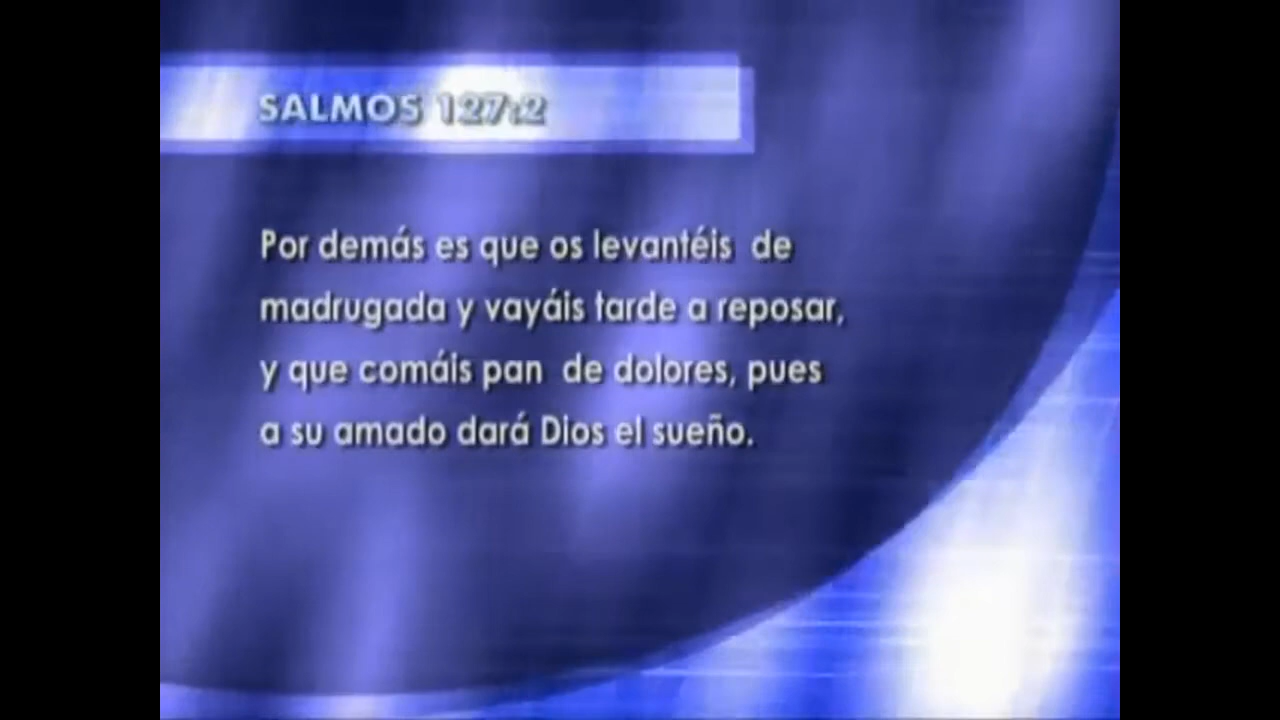 SALMOS 127:2
Por demás es que os levantéis de
madrugada y vayáis tarde a reposar,
y que comáis pan de dolores, pues
a su amado dará Dios el sueño.